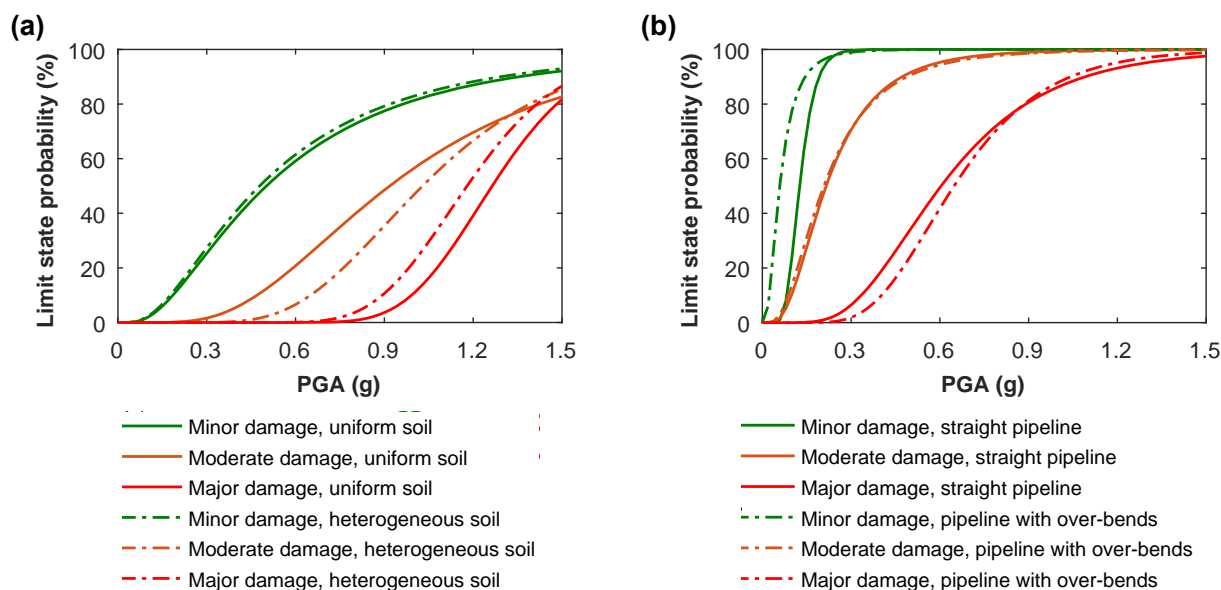 (a)
(b)
Limit state probability (%)
100
80
60
40
20
0
0 0.3 0.6 0.9 1.2 1.5
PGA (g)
Minor damage, uniform soil
Moderate damage, uniform soil
Major damage, uniform soil
Minor damage, heterogeneous soil
Moderate damage, heterogeneous soil
Major damage, heterogeneous soil
Limit state probability (%)
100
80
60
40
20
0
0 0.3 0.6 0.9 1.2 1.5
PGA (g)
Minor damage, straight pipeline
Moderate damage, straight pipeline
Major damage, straight pipeline
Minor damage, pipeline with over-bends
Moderate damage, pipeline with over-bends
Major damage, pipeline with over-bends